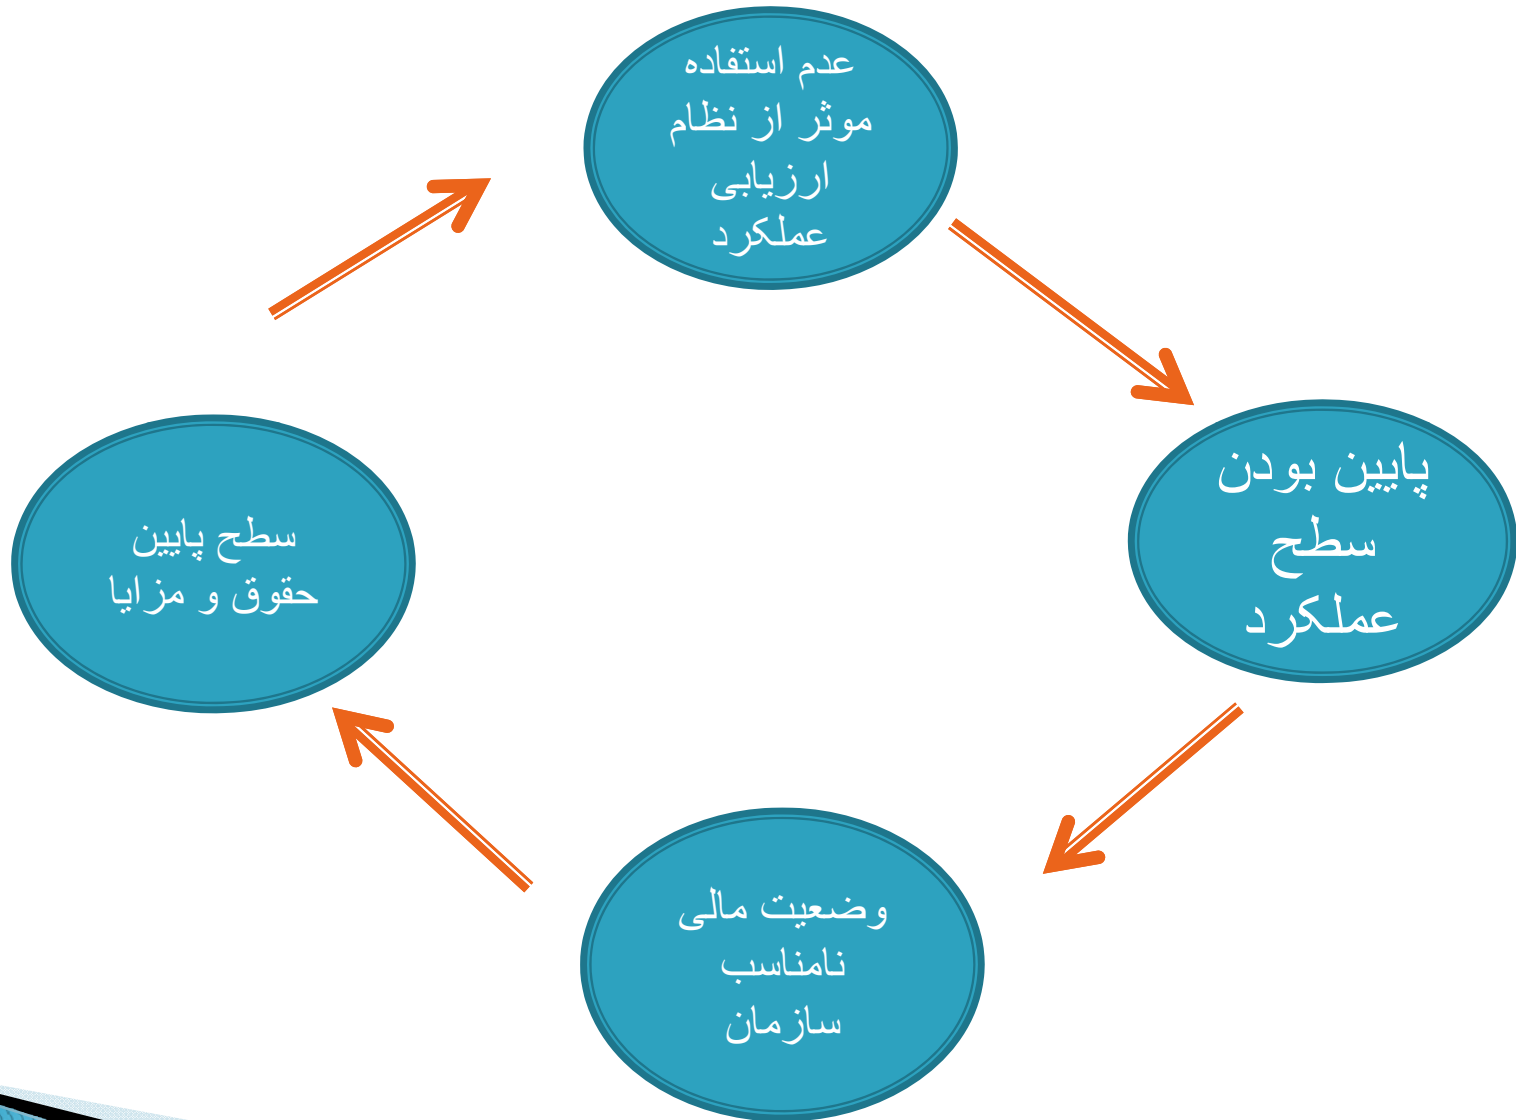 عدم استفاده
موثر از نظام
ارزیابی
عملکرد
پایین بودن
سطح
عملکرد
وضعیت مالی
نامناسب
سازمان
سطح پایین
حقوق و مزایا